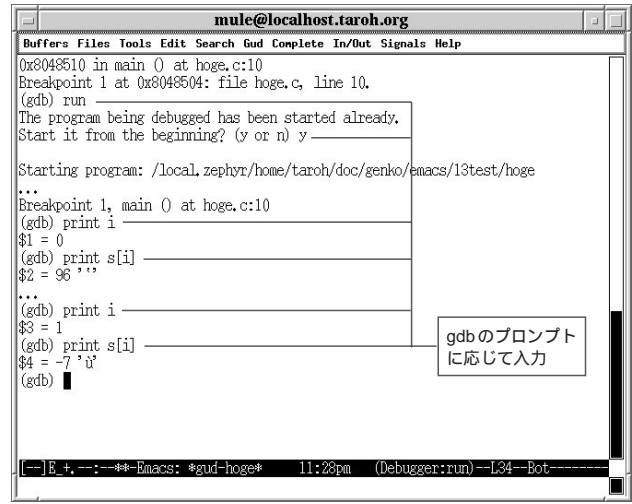 mule@localhost.taroh.org
Buffers Files Tools Edit Search Gud Complete In/Out Signals Help
0x8048510 in main () at hoge.c:10
Breakpoint 1 at 0x8048504: file hoge.c, line 10.
(gdb) run
The program being debugged has been started already.
Start it from the beginning? (y or n) y
Starting program: /local.zephyr/home/taroh/doc/genko/emacs/13test/hoge
...
Breakpoint 1, main () at hoge.c:10
(gdb) print i
$1 = 0
(gdb) print s[i]
$2 = 96 '`'
...
(gdb) print i
$3 = 1
(gdb) print s[i]
$4 = -7 'ù'
(gdb)
gdbのプロンプト
に応じて入力
[--]E_+.--:--**-Emacs: *gud-hoge* 11:28pm (Debugger:run)--L34--Bot--------